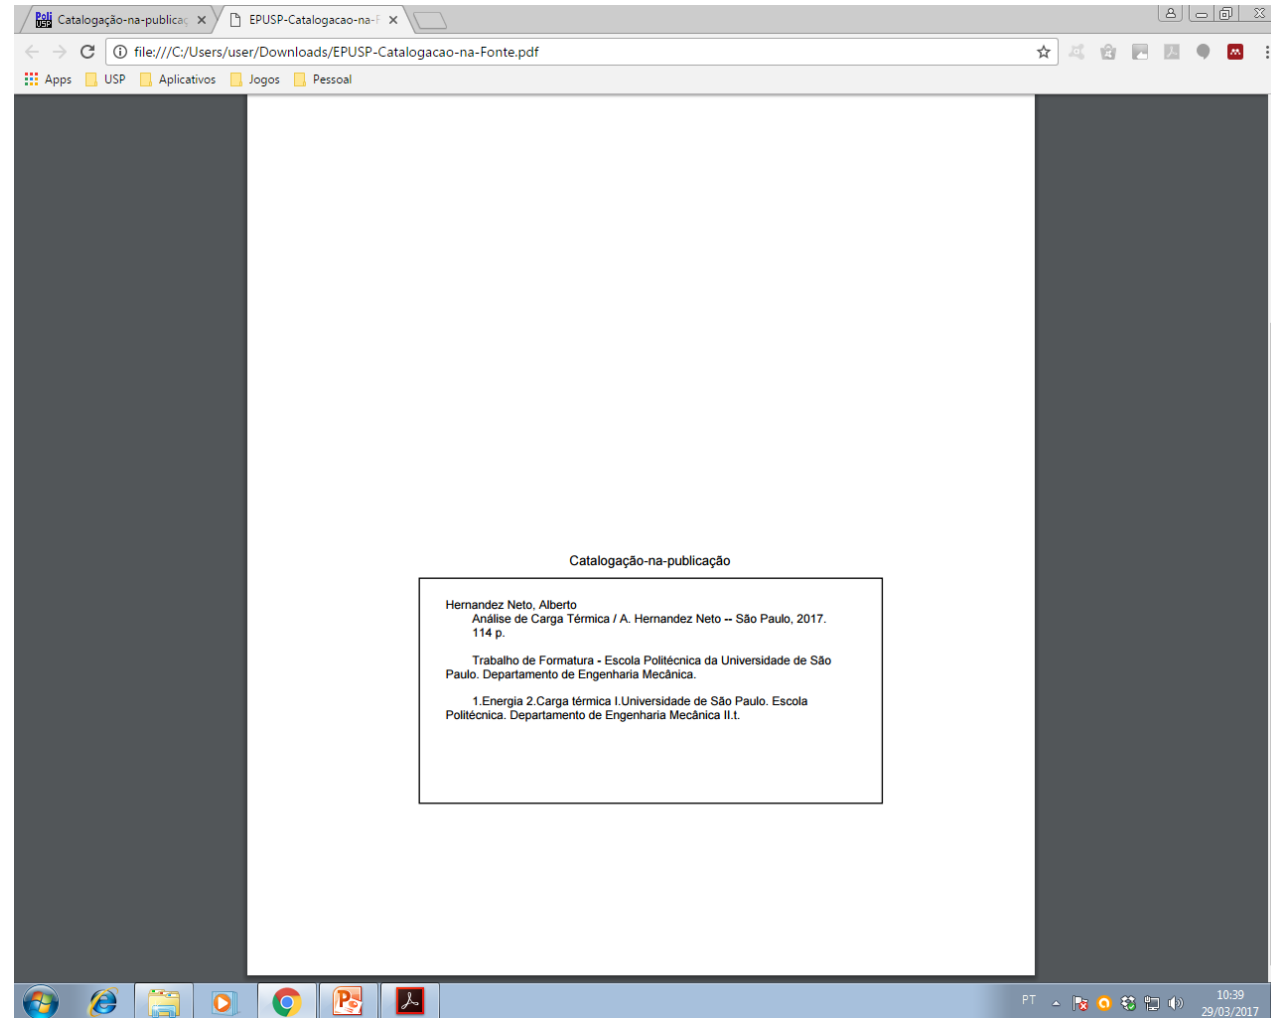 Poli
USP
Catalogação-na-publicaç
EPUSP-Catalogacao-na-F
file:///C:/Users/user/Downloads/EPUSP-Catalogacao-na-Fonte.pdf
Apps USP Aplicativos Jogos Pessoal
Catalogação-na-publicação
Hernandez Neto, Alberto
Análise de Carga Térmica / A. Hernandez Neto -- São Paulo, 2017.
114 p.
Trabalho de Formatura - Escola Politécnica da Universidade de São
Paulo. Departamento de Engenharia Mecânica.
1.Energia 2.Carga térmica I.Universidade de São Paulo. Escola
Politécnica. Departamento de Engenharia Mecânica II.t.
PT
10:39
29/03/2017